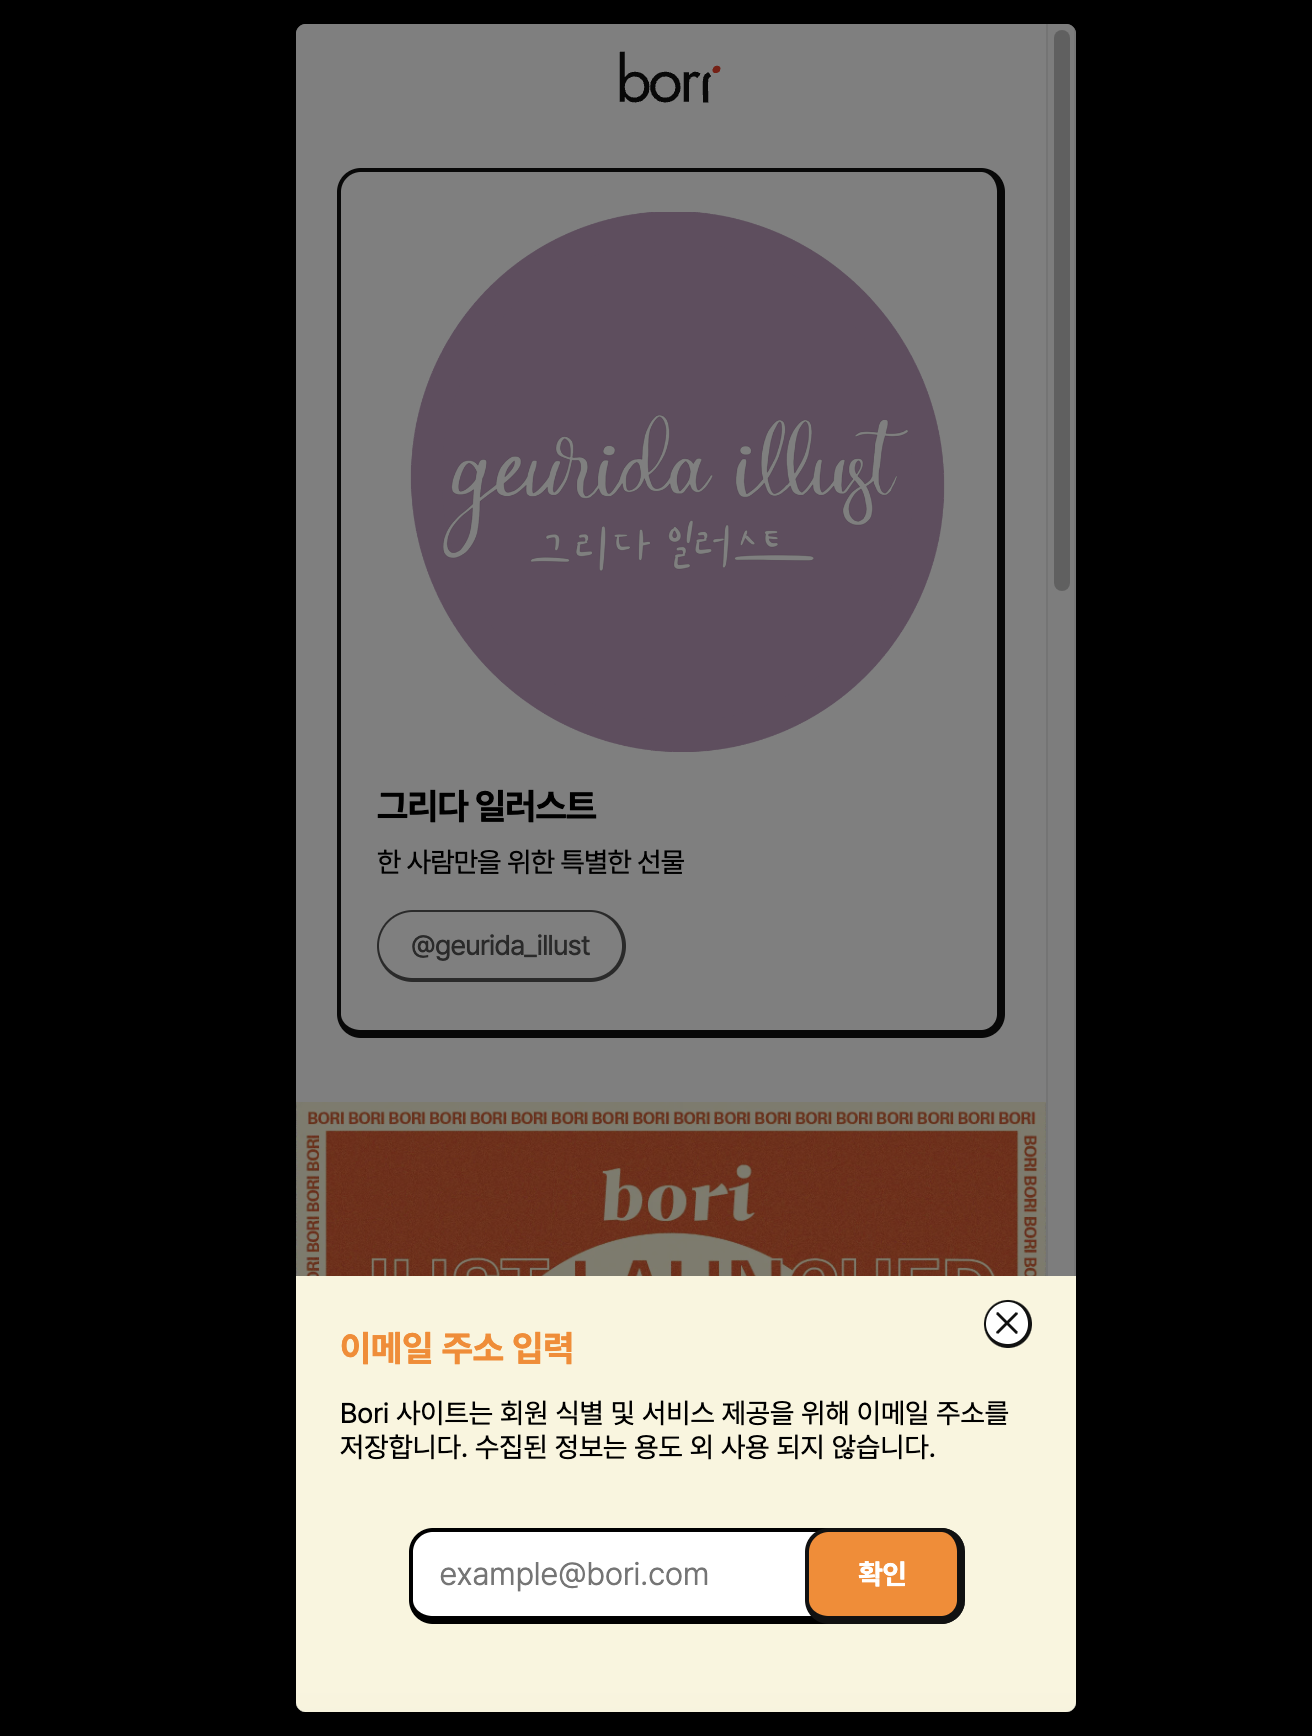 bori
geurida illust
그리다 일러스트
그리다 일러스트
한 사람만을 위한 특별한 선물
@geurida_illust
BORI BORI BORI BORI BORI BORI BORI BORI BORI BORI BORI BORI BORI BORI BORI BORI BORI BORI
BORI BORI BORI
BORI BORI BORI
bori
JUST LAUNCHED
이메일 주소 입력
Bori 사이트는 회원 식별 및 서비스 제공을 위해 이메일 주소를
저장합니다. 수집된 정보는 용도 외 사용 되지 않습니다.
example@bori.com
확인